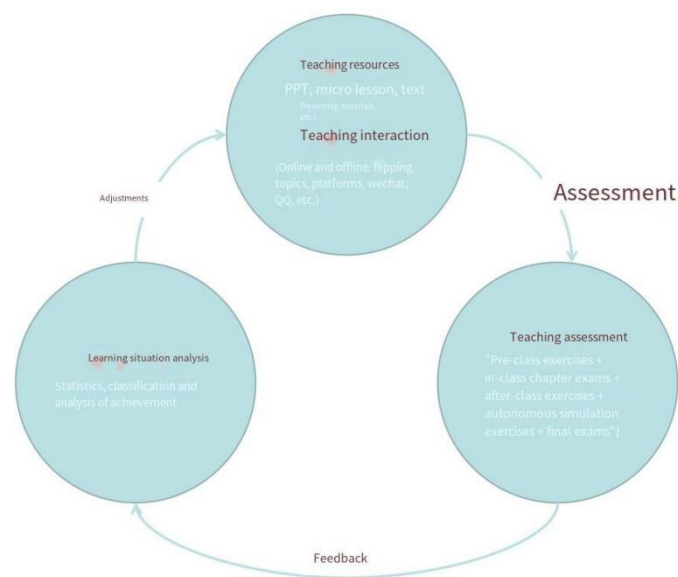 Teaching resources
PPT, micro lesson, text
Presenting materials,
etc.)
Teaching interaction
(Online and offline: flipping
topics, platforms, wechat,
QQ, etc.)
Adjustments
Assessment
Learning situation analysis
Statistics, classification and
analysis of achievement
Teaching assessment
"Pre-class exercises +
in-class chapter exams +
after-class exercises +
autonomous simulation
exercises + final exams")
Feedback